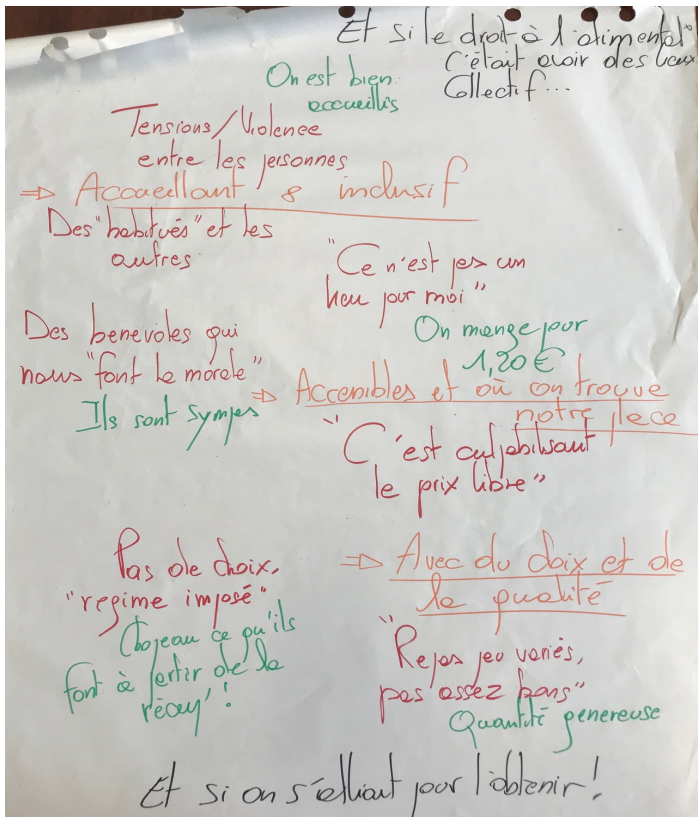 Et si le droit à l'alimentat°
c'était avoir des lieux
Collectif...
On est bien
accueillis
Tensions/Violence
entre les personnes
⇒ Accueillant & inclusif
Des "habitués" et les
autres
"Ce n'est pas un
lieu pour moi"
Des benevoles qui
nous "font la morale"
Ils sont sympas
On mange pour
1,20€
⇒ Accessibles et où on trouve
notre place
"C'est culpabilisant
le prix libre"
Pas de choix,
"regime imposé"
Chapeau ce qu'ils
font à partir de la
récup'!
⇒ Avec du choix et de
la qualité
"Repas peu variés,
pas assez bons"
Quantité genereuse
Et si on s'alliait pour l'obtenir!